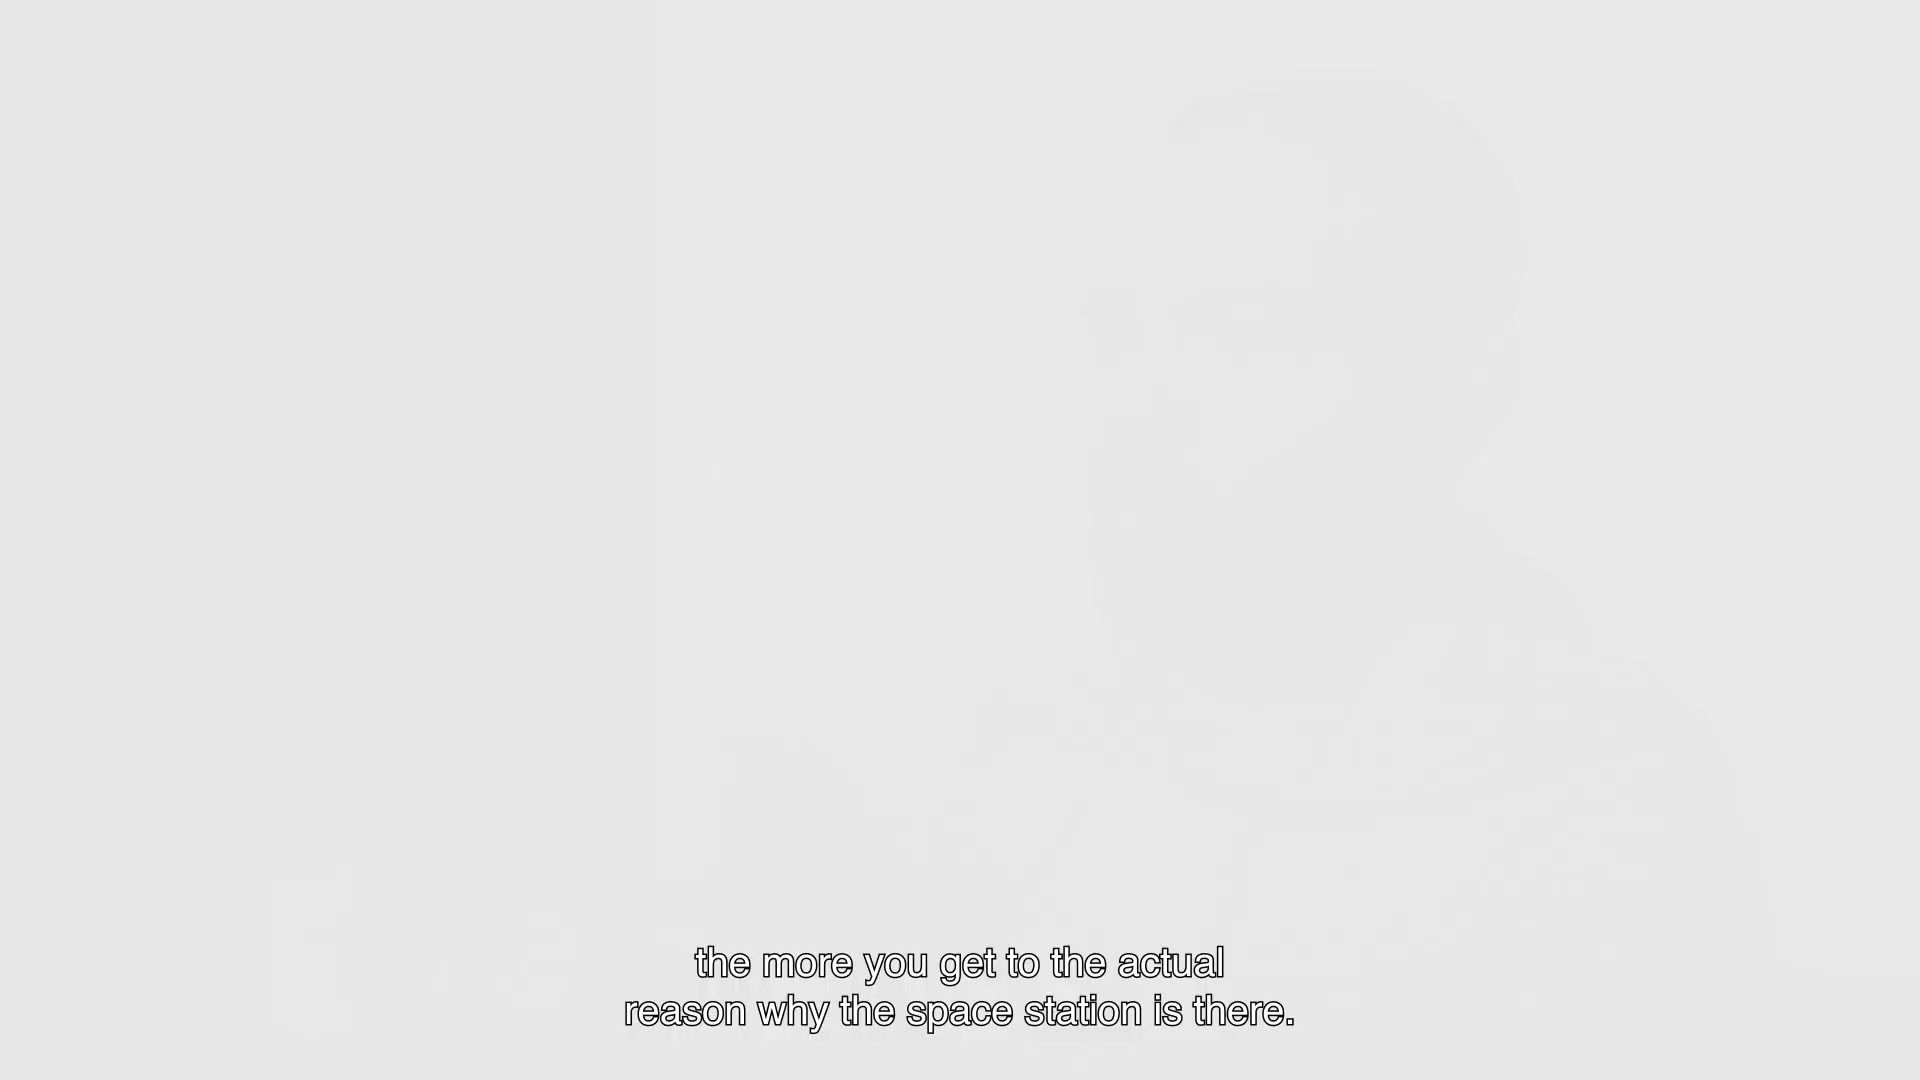 the more you get to the actual
reason why the space station is there.